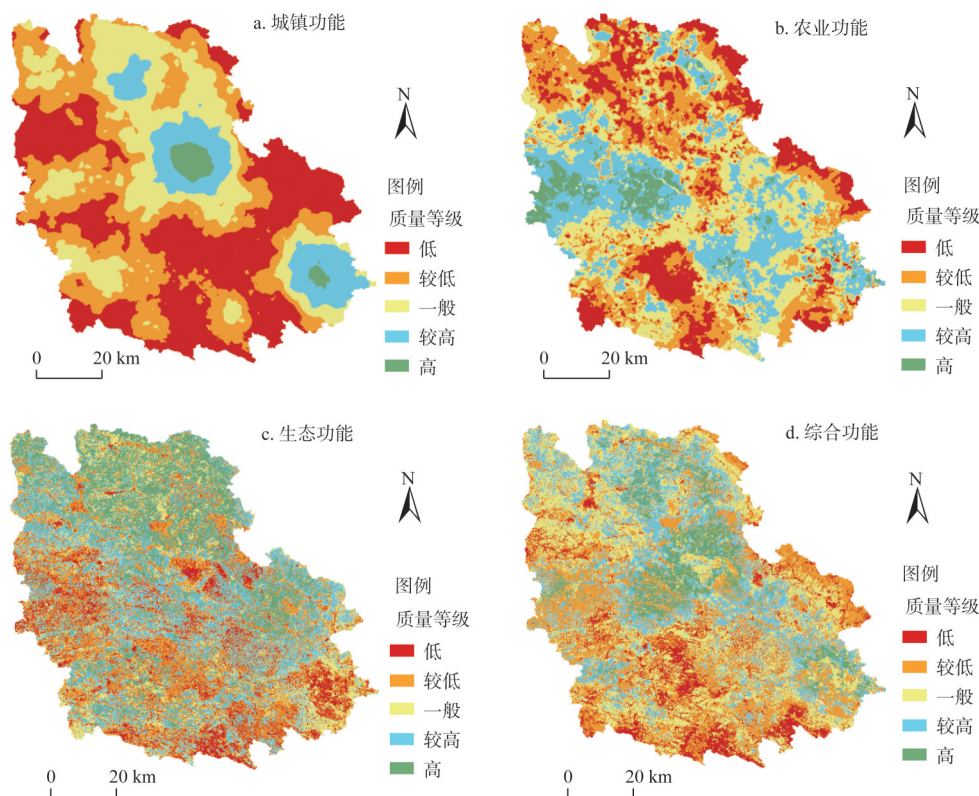 a. 城镇功能
N
图例
质量等级
低
较低
一般
较高
高
0 20 km
b. 农业功能
N
图例
质量等级
低
较低
一般
较高
高
0 20 km
c. 生态功能
N
图例
质量等级
低
较低
一般
较高
高
0 20 km
d. 综合功能
N
图例
质量等级
低
较低
一般
较高
高
0 20 km